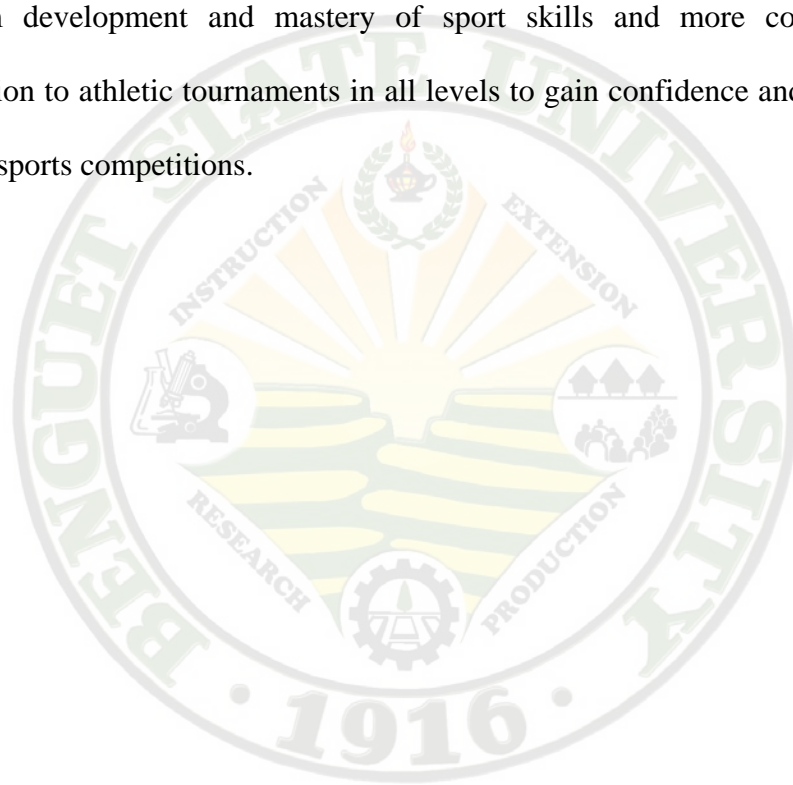 development and mastery of sport skills and more co
ion to athletic tournaments in all levels to gain confidence and
sports competitions.
BENGUET STATE UNIVERSITY
INSTRUCTION
EXTENSION
RESEARCH
PRODUCTION
1916